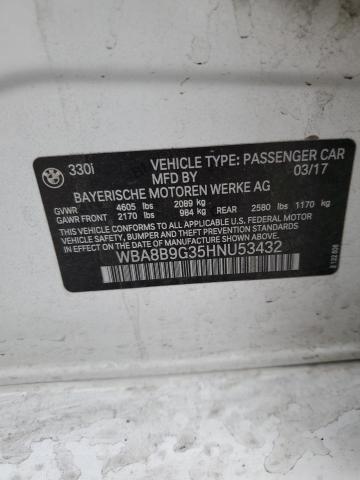 330i VEHICLE TYPE: PASSENGER CAR
MFD BY 03/17
BAYERISCHE MOTOREN WERKE AG
GVWR 4605 lbs 2089 kg
GAWR FRONT 2170 lbs 984 kg REAR 2580 lbs 1170 kg
THIS VEHICLE CONFORMS TO ALL APPLICABLE U.S. FEDERAL MOTOR
VEHICLE SAFETY, BUMPER, AND THEFT PREVENTION STANDARDS
IN EFFECT ON THE DATE OF MANUFACTURE SHOWN ABOVE.
WBA8B9G35HNU53432